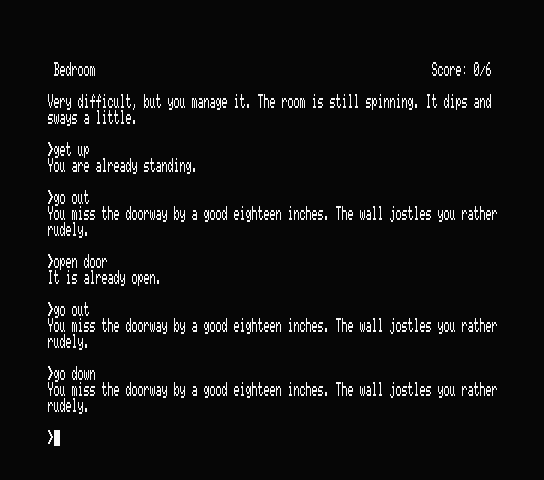 Bedroom Score: 0/6
Very difficult, but you manage it. The room is still spinning. It dips and
sways a little.
>get up
You are already standing.
>go out
You miss the doorway by a good eighteen inches. The wall jostles you rather
rudely.
>open door
It is already open.
>go out
You miss the doorway by a good eighteen inches. The wall jostles you rather
rudely.
>go down
You miss the doorway by a good eighteen inches. The wall jostles you rather
rudely.
>